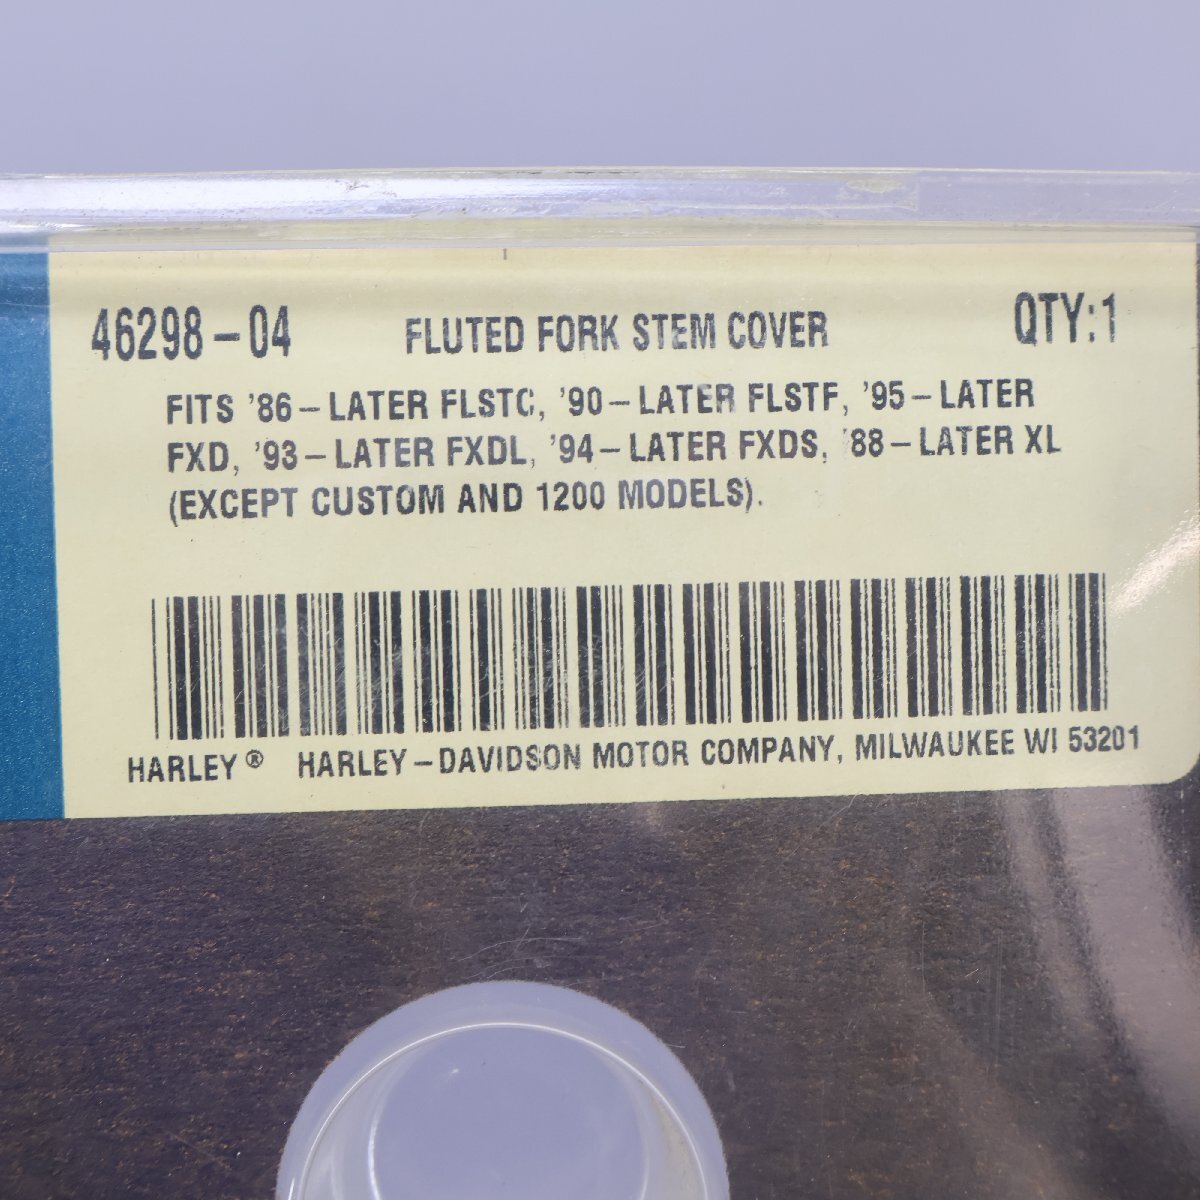 46298-04 FLUTED FORK STEM COVER QTY:1
FITS '86-LATER FLSTC, '90-LATER FLSTF, '95-LATER
FXD, '93-LATER FXDL, '94-LATER FXDS, '88-LATER XL
(EXCEPT CUSTOM AND 1200 MODELS).
HARLEY® HARLEY-DAVIDSON MOTOR COMPANY, MILWAUKEE WI 53201